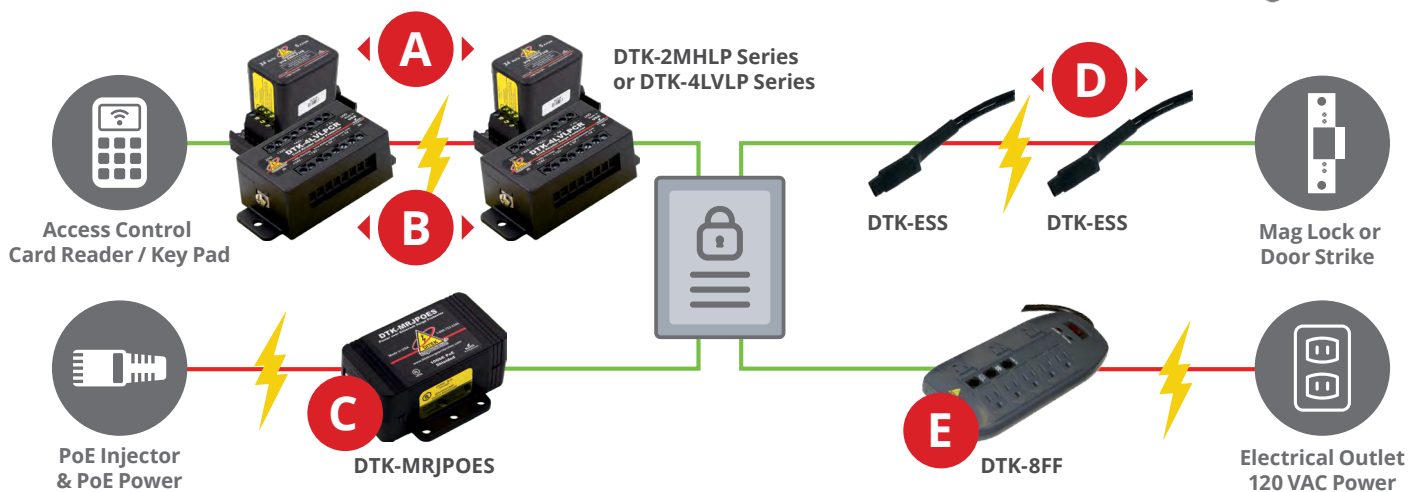 A
DTK-2MHLP Series
or DTK-4LVLP Series
D
DTK-4LVLPCR
DTK-4LVLPCR
B
Access Control
Card Reader / Key Pad
DTK-ESS
DTK-ESS
Mag Lock or
Door Strike
DTK-MRJPOES
C
DTK-MRJPOES
PoE Injector
& PoE Power
E
DTK-8FF
Electrical Outlet
120 VAC Power